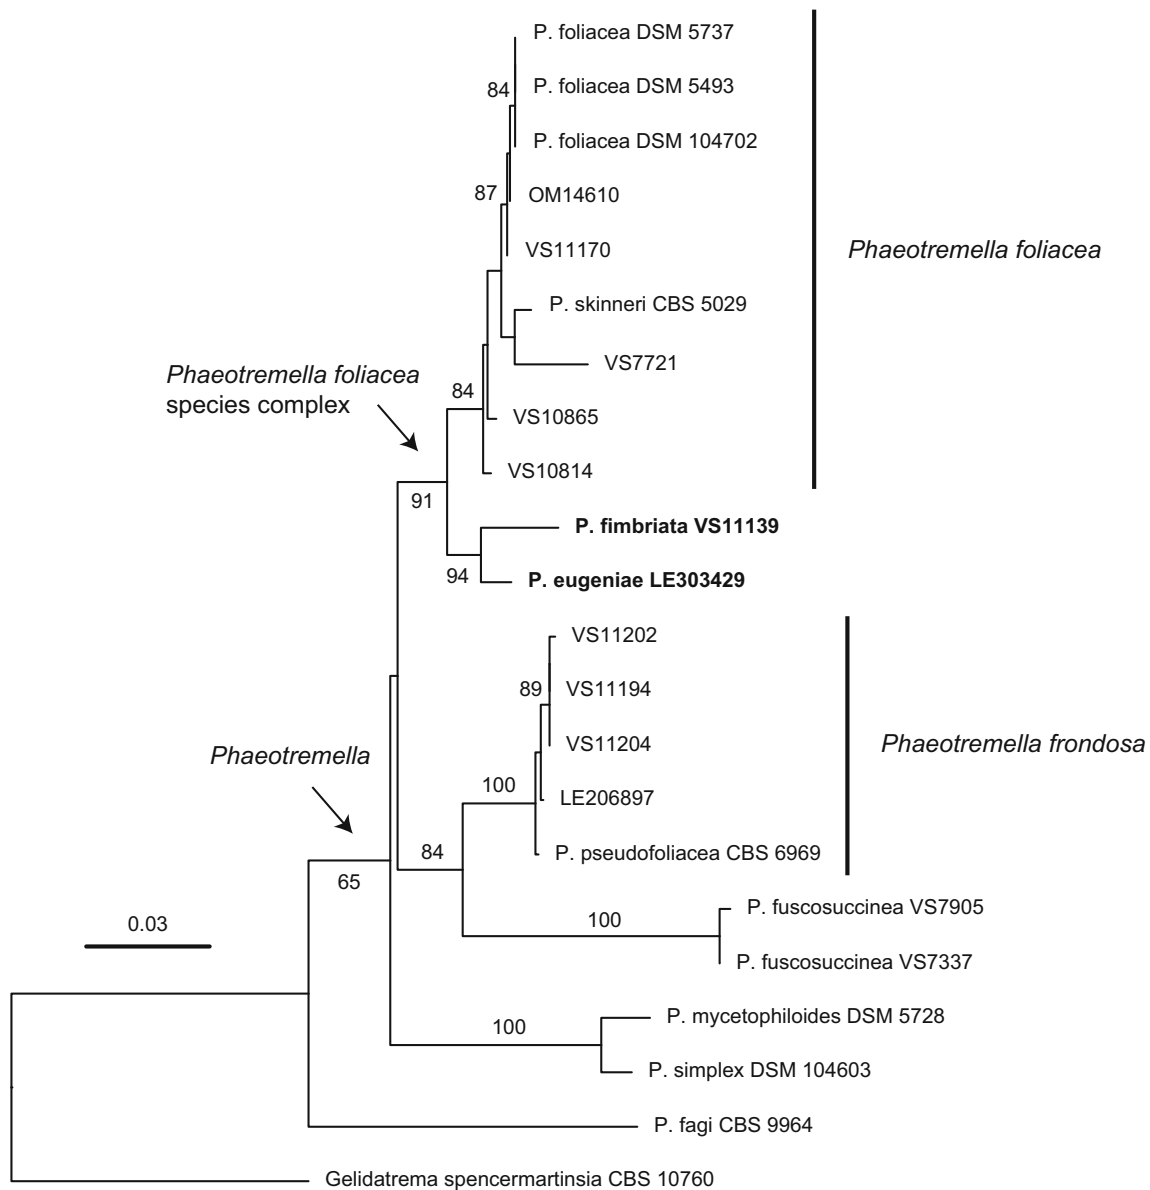 P. foliacea DSM 5737
84
P. foliacea DSM 5493
P. foliacea DSM 104702
87
OM14610
VS11170
Phaeotremella foliacea
P. skinneri CBS 5029
VS7721
Phaeotremella foliacea
species complex
84
VS10865
VS10814
91
P. fimbriata VS11139
94
P. eugeniae LE303429
VS11202
89
VS11194
VS11204
Phaeotremella frondosa
Phaeotremella
100
LE206897
84
P. pseudofoliacea CBS 6969
65
P. fuscosuccinea VS7905
0.03
100
P. fuscosuccinea VS7337
P. mycetophiloides DSM 5728
100
P. simplex DSM 104603
P. fagi CBS 9964
Gelidatrema spencermartinsia CBS 10760